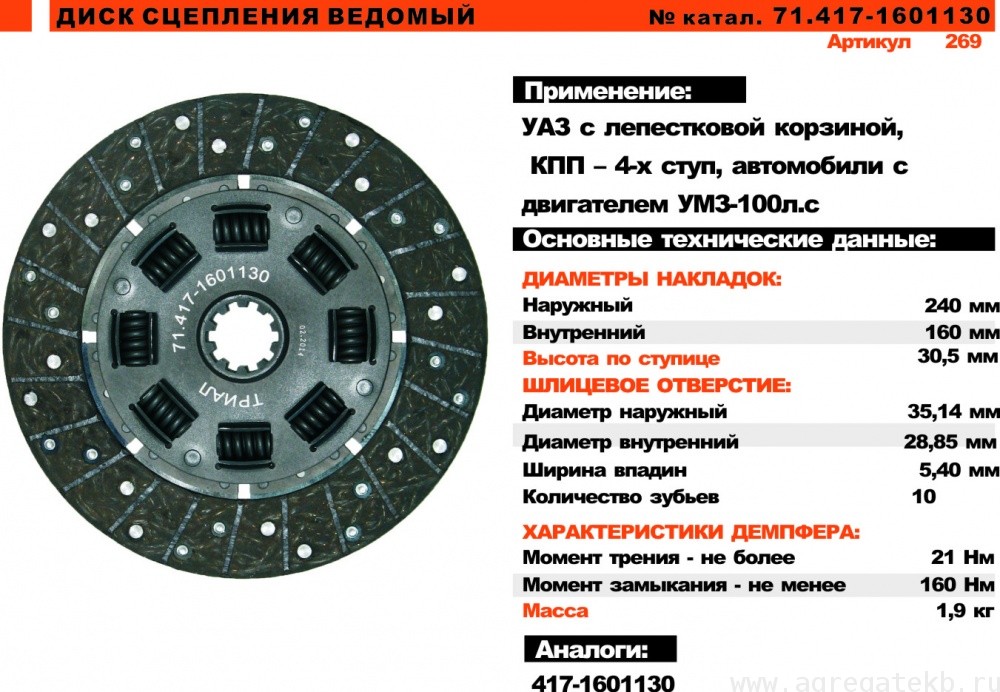 ДИСК СЦЕПЛЕНИЯ ВЕДОМЫЙ № катал. 71.417-1601130
Артикул 269
Применение:
УАЗ с лепестковой корзиной,
КПП – 4-х ступ, автомобили с
двигателем УМЗ-100л.с
Основные технические данные:
ДИАМЕТРЫ НАКЛАДОК:
Наружный 240 мм
Внутренний 160 мм
Высота по ступице 30,5 мм
ШЛИЦЕВОЕ ОТВЕРСТИЕ:
Диаметр наружный 35,14 мм
Диаметр внутренний 28,85 мм
Ширина впадин 5,40 мм
Количество зубьев 10
ХАРАКТЕРИСТИКИ ДЕМПФЕРА:
Момент трения - не более 21 Нм
Момент замыкания - не менее 160 Нм
Масса 1,9 кг
Аналоги:
417-1601130
71.417-1601130
02.2014
ТРИАЛ
www.agregatekb.ru